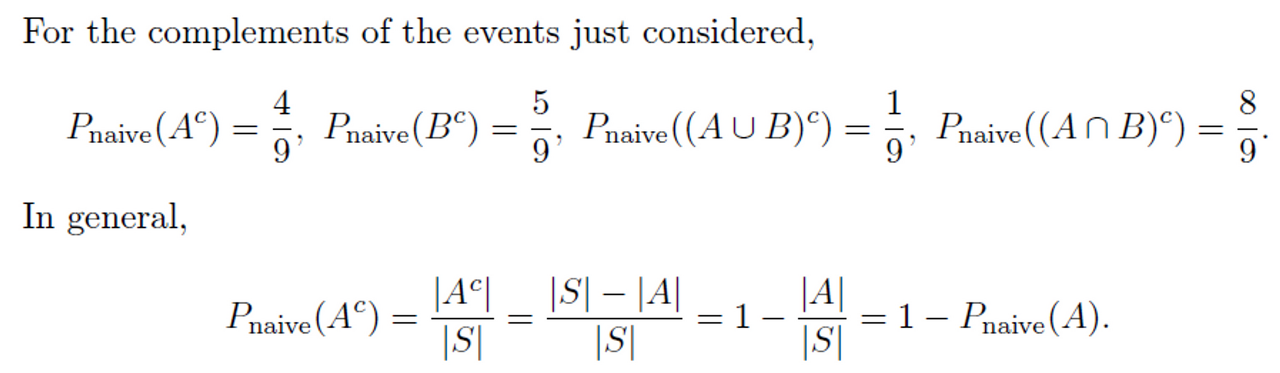 For the complements of the events just considered,
P_naive(A^c) = 4/9, P_naive(B^c) = 5/9, P_naive((A ∪ B)^c) = 1/9, P_naive((A ∩ B)^c) = 8/9.
In general,
P_naive(A^c) = |A^c|/|S| = (|S| − |A|)/|S| = 1 − |A|/|S| = 1 − P_naive(A).